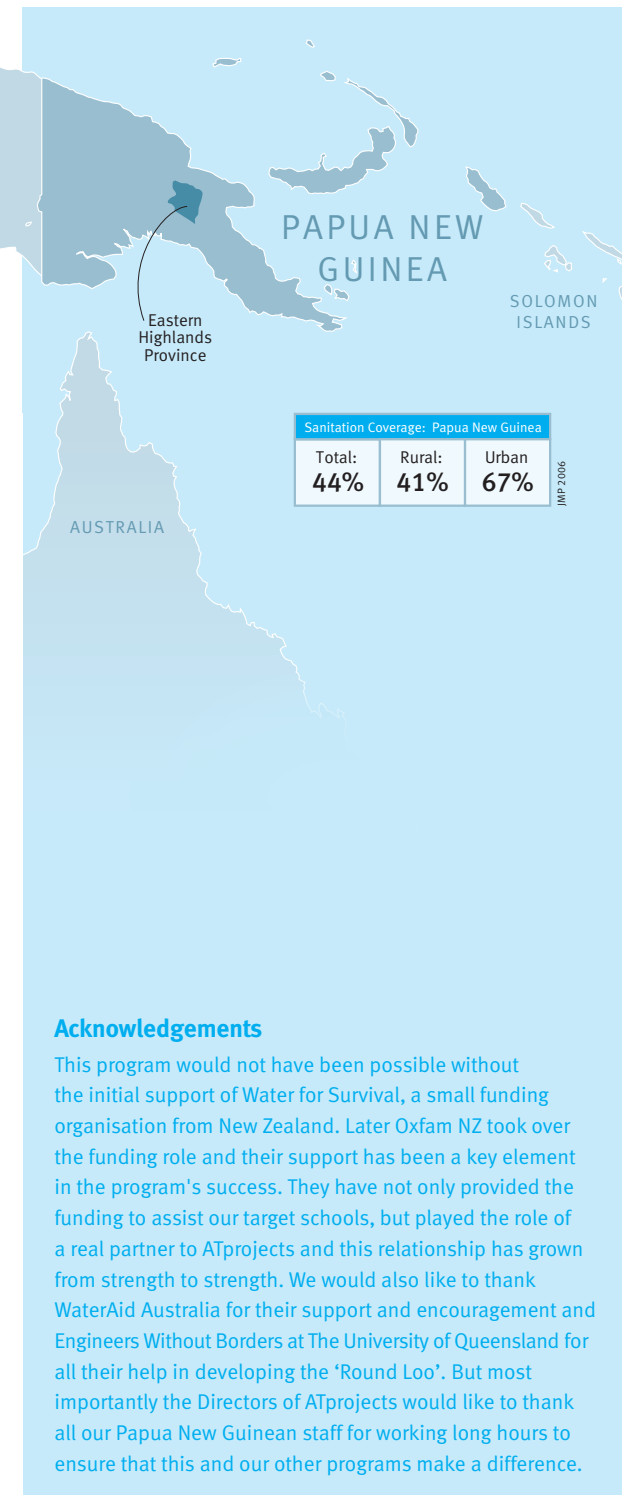 PAPUA NEW
GUINEA
SOLOMON
ISLANDS
Eastern
Highlands
Province
AUSTRALIA
Sanitation Coverage: Papua New Guinea
Total: Rural: Urban
44% 41% 67%
JMP 2006
Acknowledgements
This program would not have been possible without
the initial support of Water for Survival, a small funding
organisation from New Zealand. Later Oxfam NZ took over
the funding role and their support has been a key element
in the program's success. They have not only provided the
funding to assist our target schools, but played the role of
a real partner to ATprojects and this relationship has grown
from strength to strength. We would also like to thank
WaterAid Australia for their support and encouragement and
Engineers Without Borders at The University of Queensland for
all their help in developing the ‘Round Loo’. But most
importantly the Directors of ATprojects would like to thank
all our Papua New Guinean staff for working long hours to
ensure that this and our other programs make a difference.